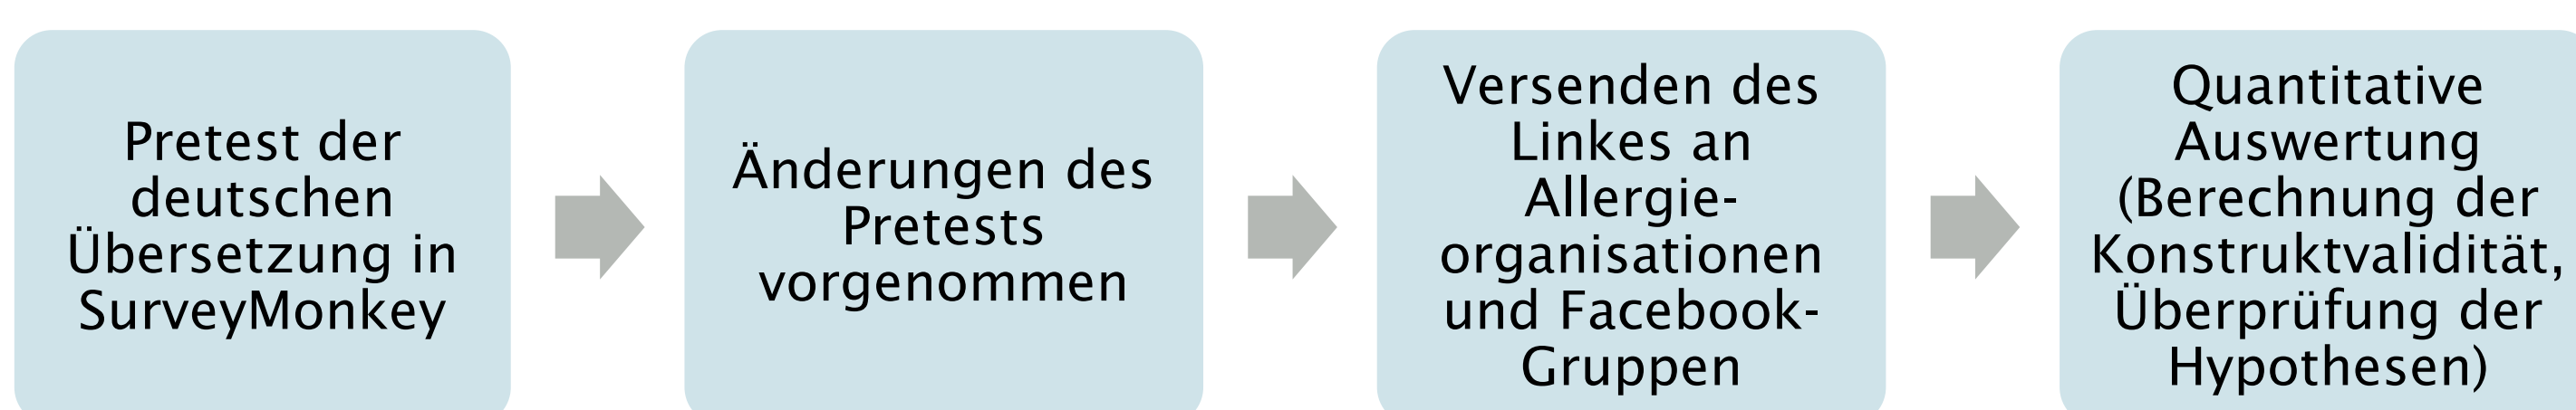 Pretest der
deutschen
Übersetzung in
SurveyMonkey
Änderungen des
Pretests
vorgenommen
Versenden des
Linkes an
Allergie-
organisationen
und Facebook-
Gruppen
Quantitative
Auswertung
(Berechnung der
Konstruktvalidität,
Überprüfung der
Hypothesen)